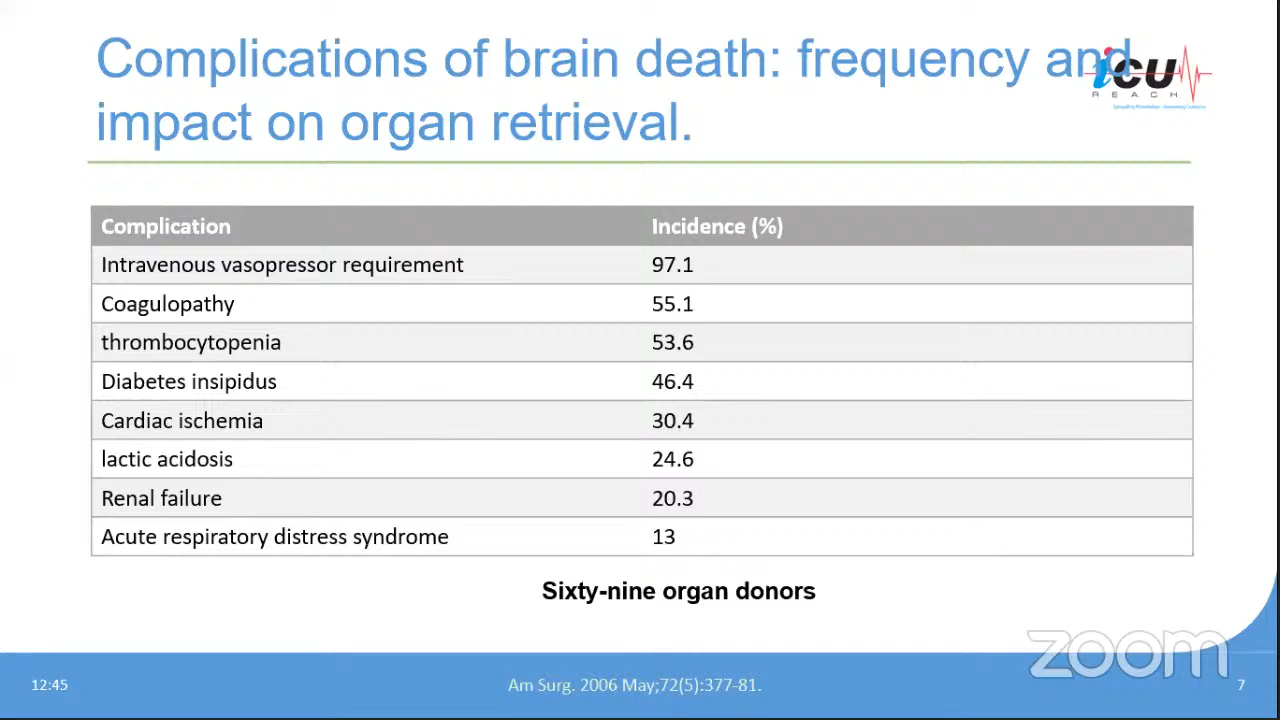 Complications of brain death: frequency and
impact on organ retrieval.
iCU
REACH
Complication Incidence (%)
Intravenous vasopressor requirement 97.1
Coagulopathy 55.1
thrombocytopenia 53.6
Diabetes insipidus 46.4
Cardiac ischemia 30.4
lactic acidosis 24.6
Renal failure 20.3
Acute respiratory distress syndrome 13
Sixty-nine organ donors
zoom
12:45 Am Surg. 2006 May;72(5):377-81. 7